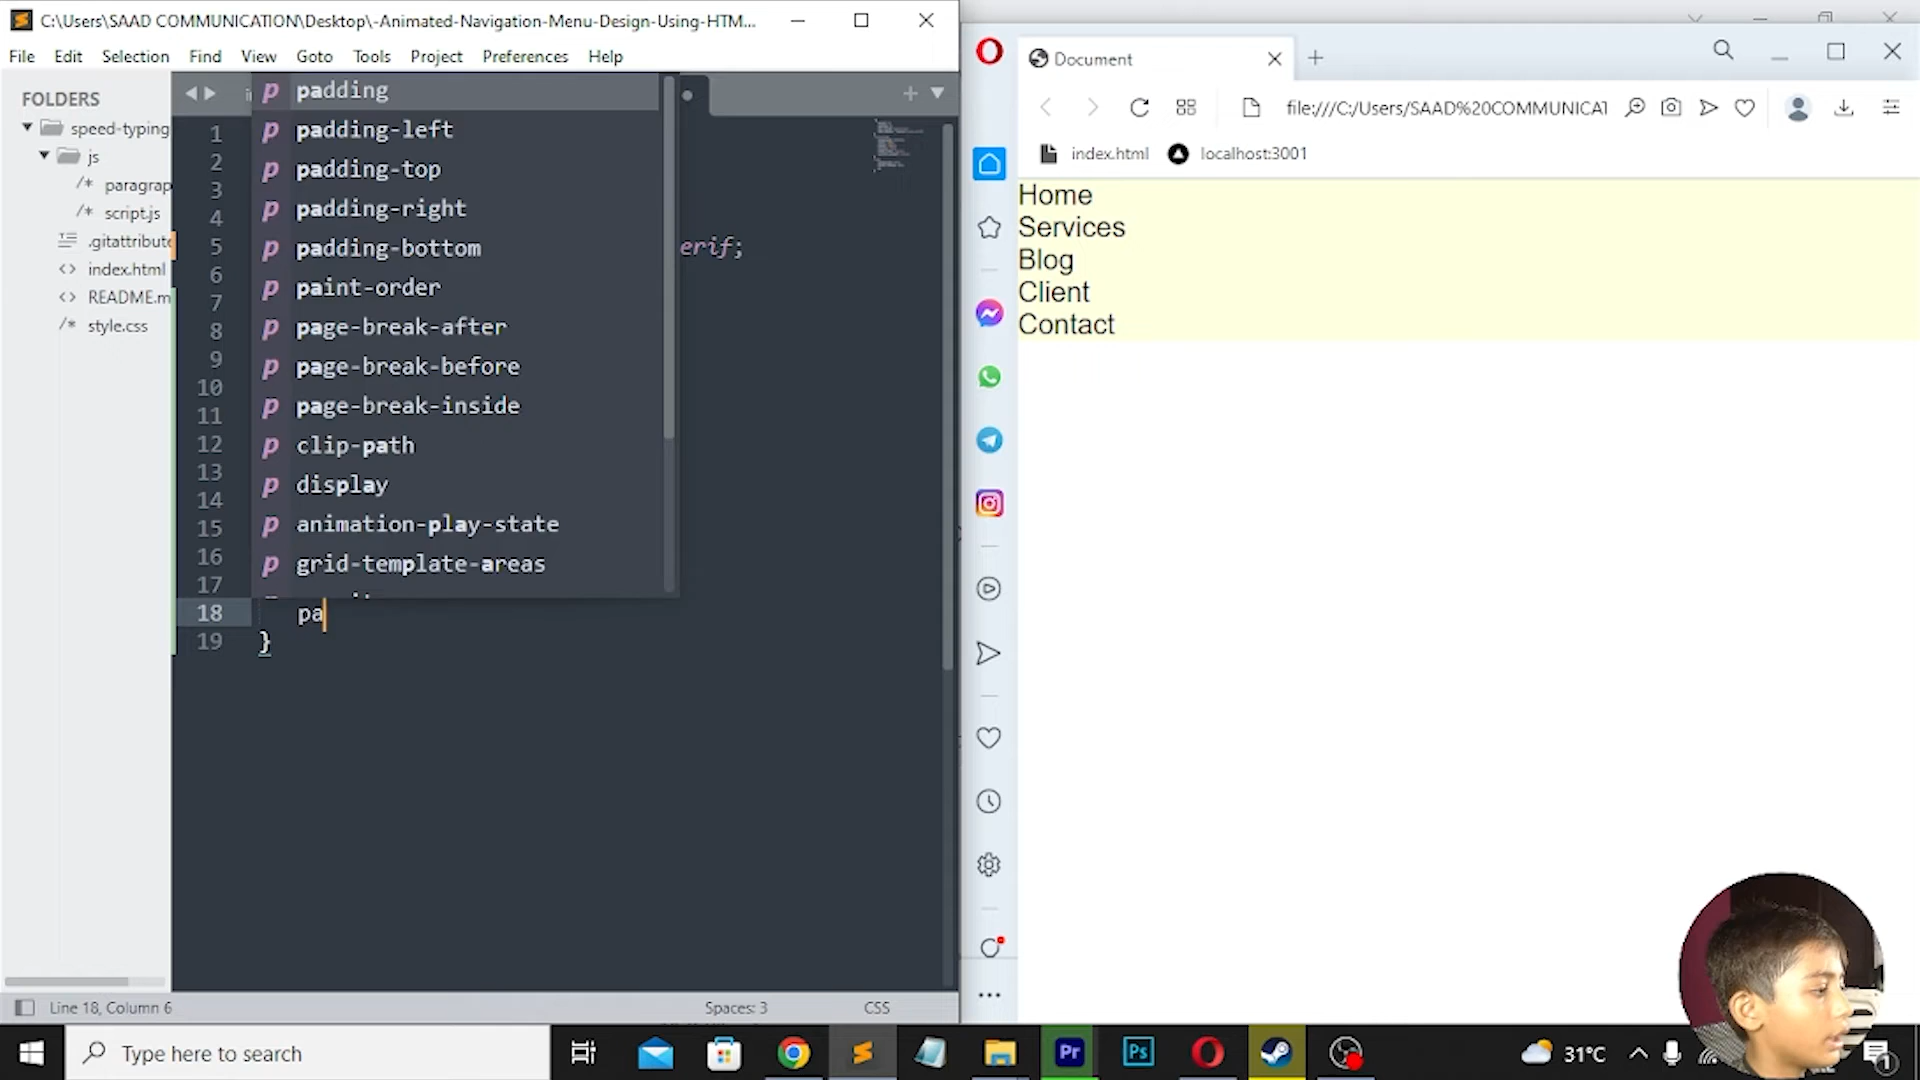 C:\Users\SAAD COMMUNICATION\Desktop\-Animated-Navigation-Menu-Design-Using-HTM...
File Edit Selection Find View Goto Tools Project Preferences Help
FOLDERS
speed-typing
js
/* paragrap
/* script.js
.gitattribute
<> index.html
<> README.m
/* style.css
1
2
3
4
5
6
7
8
9
10
11
12
13
14
15
16
17
18
19
p padding
p padding-left
p padding-top
p padding-right
p padding-bottom
p paint-order
p page-break-after
p page-break-before
p page-break-inside
p clip-path
p display
p animation-play-state
p grid-template-areas
erif;
pa
}
Line 18, Column 6
Spaces: 3
CSS
Document
file:///C:/Users/SAAD%20COMMUNICAT
index.html
localhost:3001
Home
Services
Blog
Client
Contact
Type here to search
Pr
Ps
31°C
1